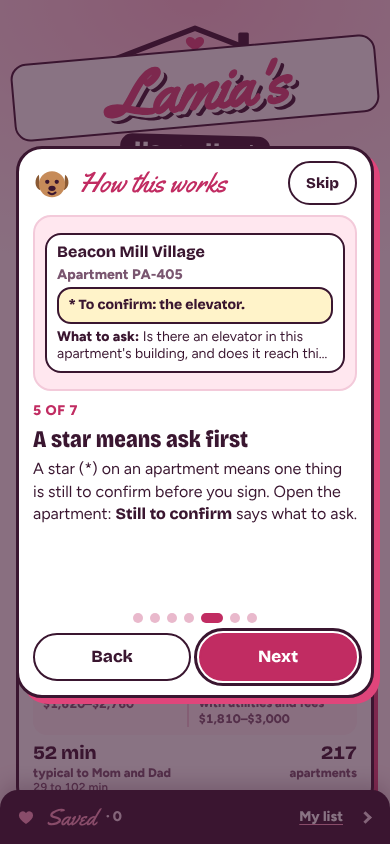 Lamia's
How this works
Skip
Beacon Mill Village
Apartment PA-405
* To confirm: the elevator.
What to ask: Is there an elevator in this
apartment's building, and does it reach thi...
5 OF 7
A star means ask first
A star (*) on an apartment means one thing
is still to confirm before you sign. Open the
apartment: Still to confirm says what to ask.
Back
Next
with utilities and fees
$1,810–$3,000
52 min
217
typical to Mom and Dad
apartments
29 to 102 min
Saved · 0
My list